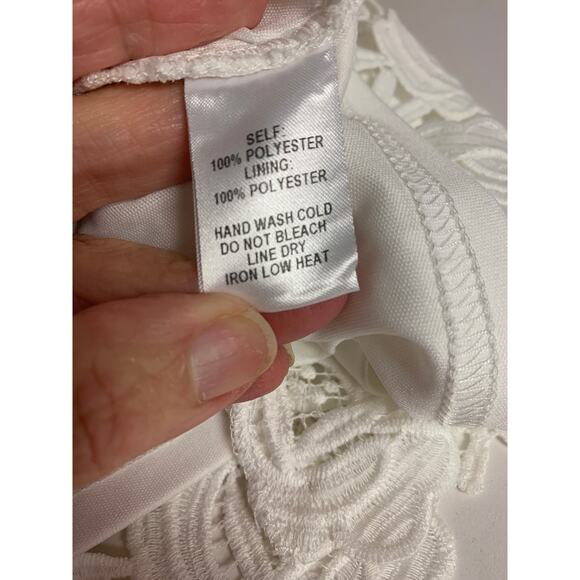 SELF:
100% POLYESTER
LINING:
100% POLYESTER
HAND WASH COLD
DO NOT BLEACH
LINE DRY
IRON LOW HEAT